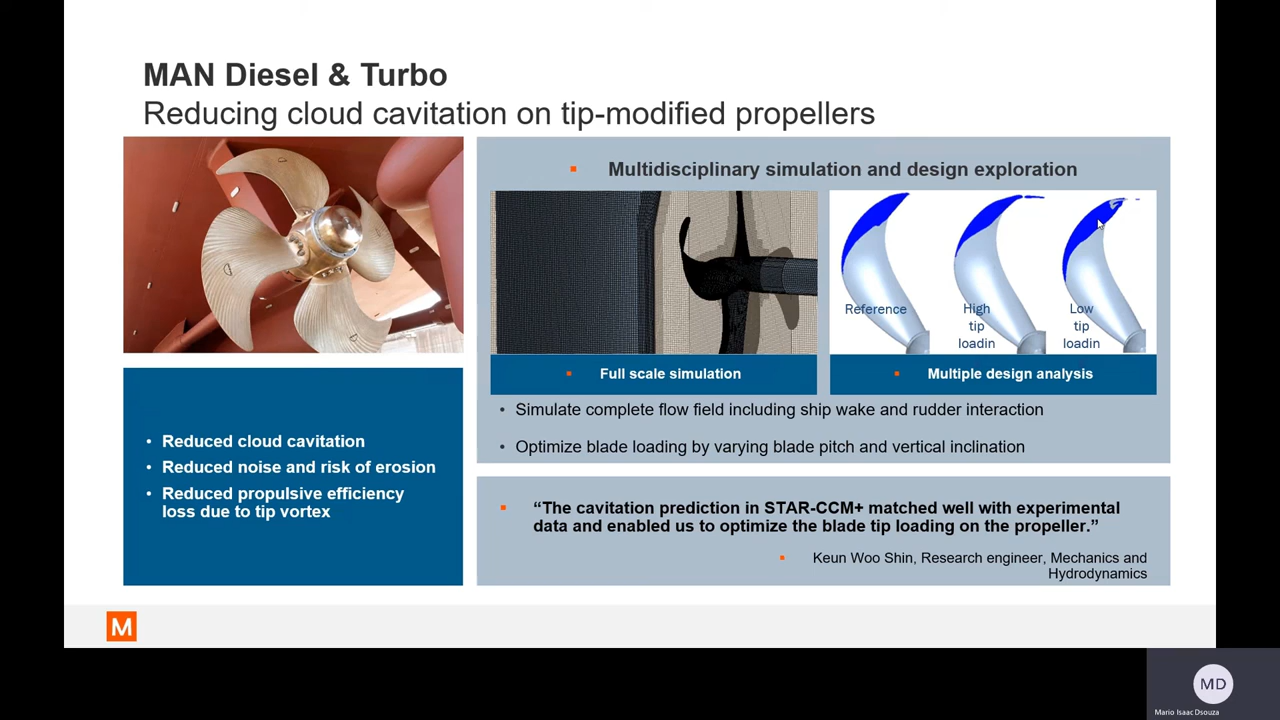 MAN Diesel & Turbo
Reducing cloud cavitation on tip-modified propellers
Multidisciplinary simulation and design exploration
Reference
High
tip
loadin
Low
tip
loadin
Full scale simulation
Multiple design analysis
• Simulate complete flow field including ship wake and rudder interaction
• Optimize blade loading by varying blade pitch and vertical inclination
• Reduced cloud cavitation
• Reduced noise and risk of erosion
• Reduced propulsive efficiency
loss due to tip vortex
“The cavitation prediction in STAR-CCM+ matched well with experimental
data and enabled us to optimize the blade tip loading on the propeller.”
Keun Woo Shin, Research engineer, Mechanics and
Hydrodynamics
M
MD
Mario Isaac Dsouza